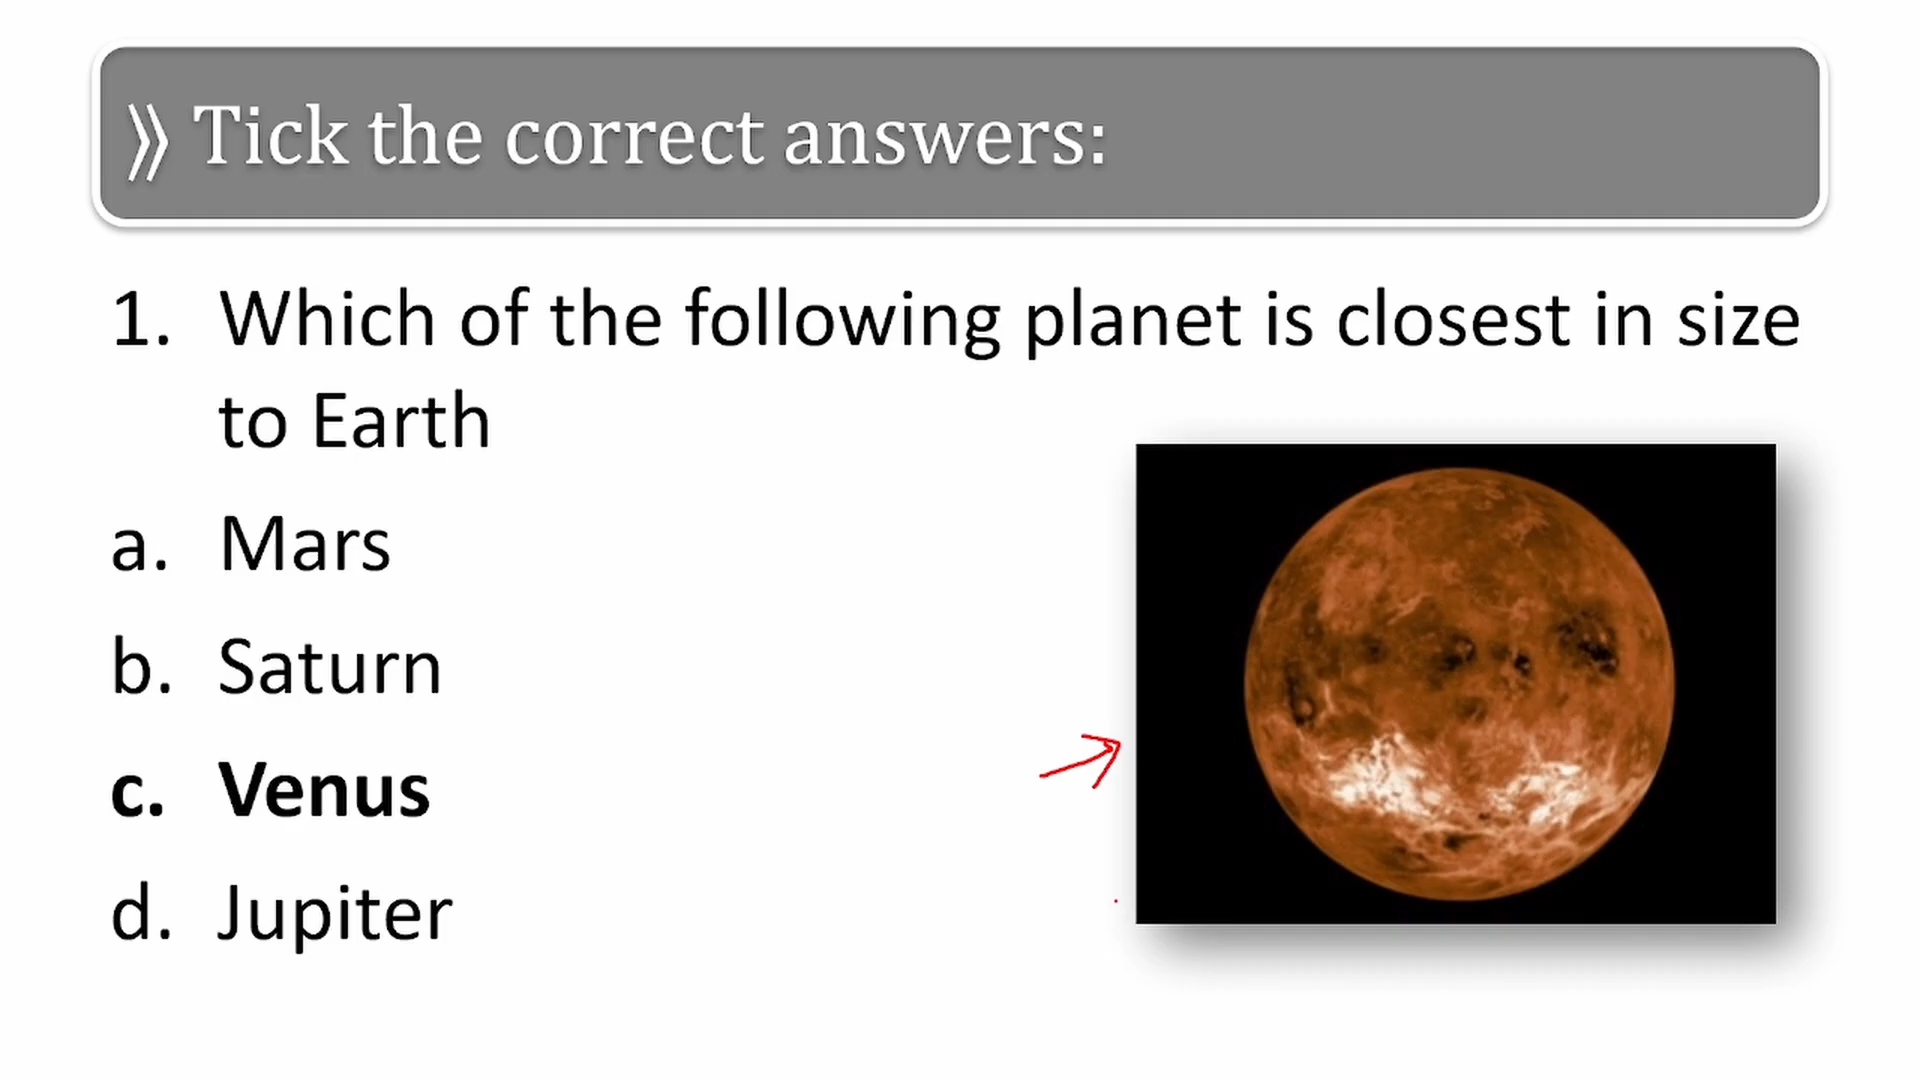 » Tick the correct answers:
1. Which of the following planet is closest in size
to Earth
a. Mars
b. Saturn
c. Venus
d. Jupiter